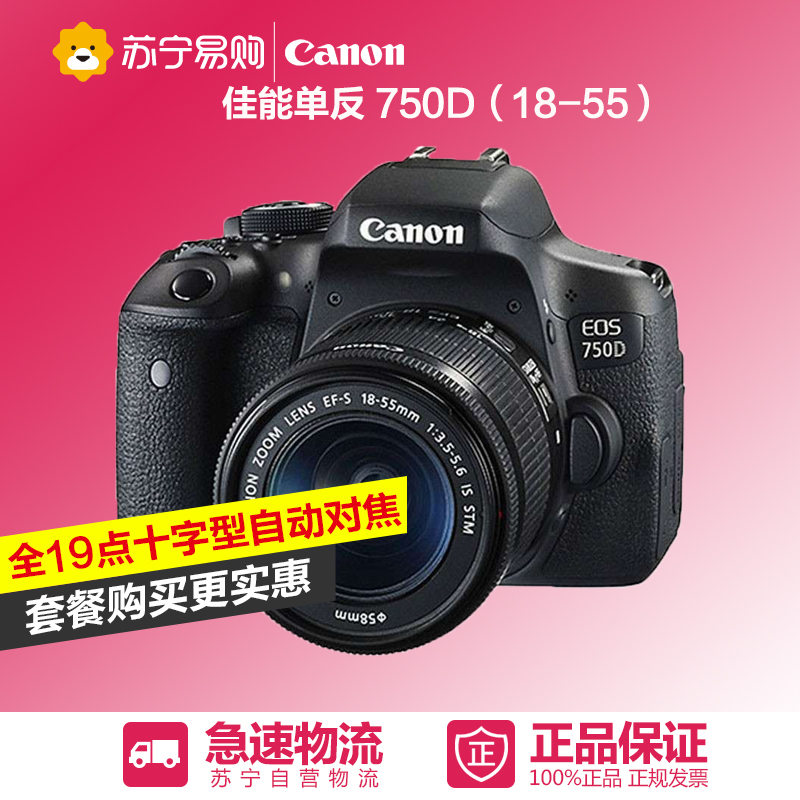 苏宁易购 Canon
佳能单反 750D（18-55）
Canon
EOS
750D
Canon
ZOOM LENS EF-S 18-55mm 1:3.5-5.6 IS STM
φ58mm
全19点十字型自动对焦
套餐购买更实惠
急速物流
苏宁自营物流
正
正品保证
100%正品 正规发票